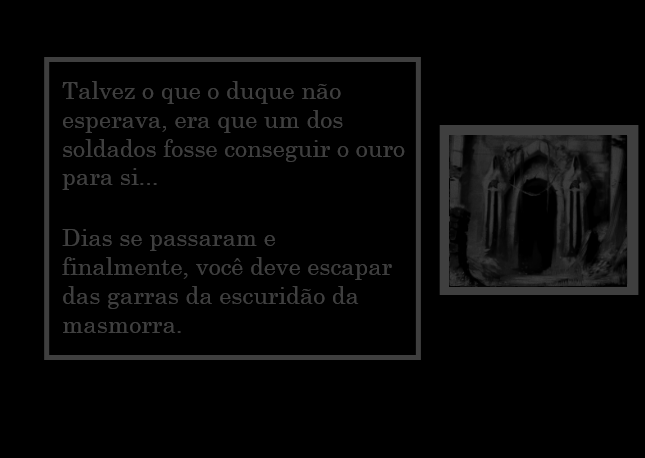 Talvez o que o duque não
esperava, era que um dos
soldados fosse conseguir o ouro
para si...
Dias se passaram e
finalmente, você deve escapar
das garras da escuridão da
masmorra.